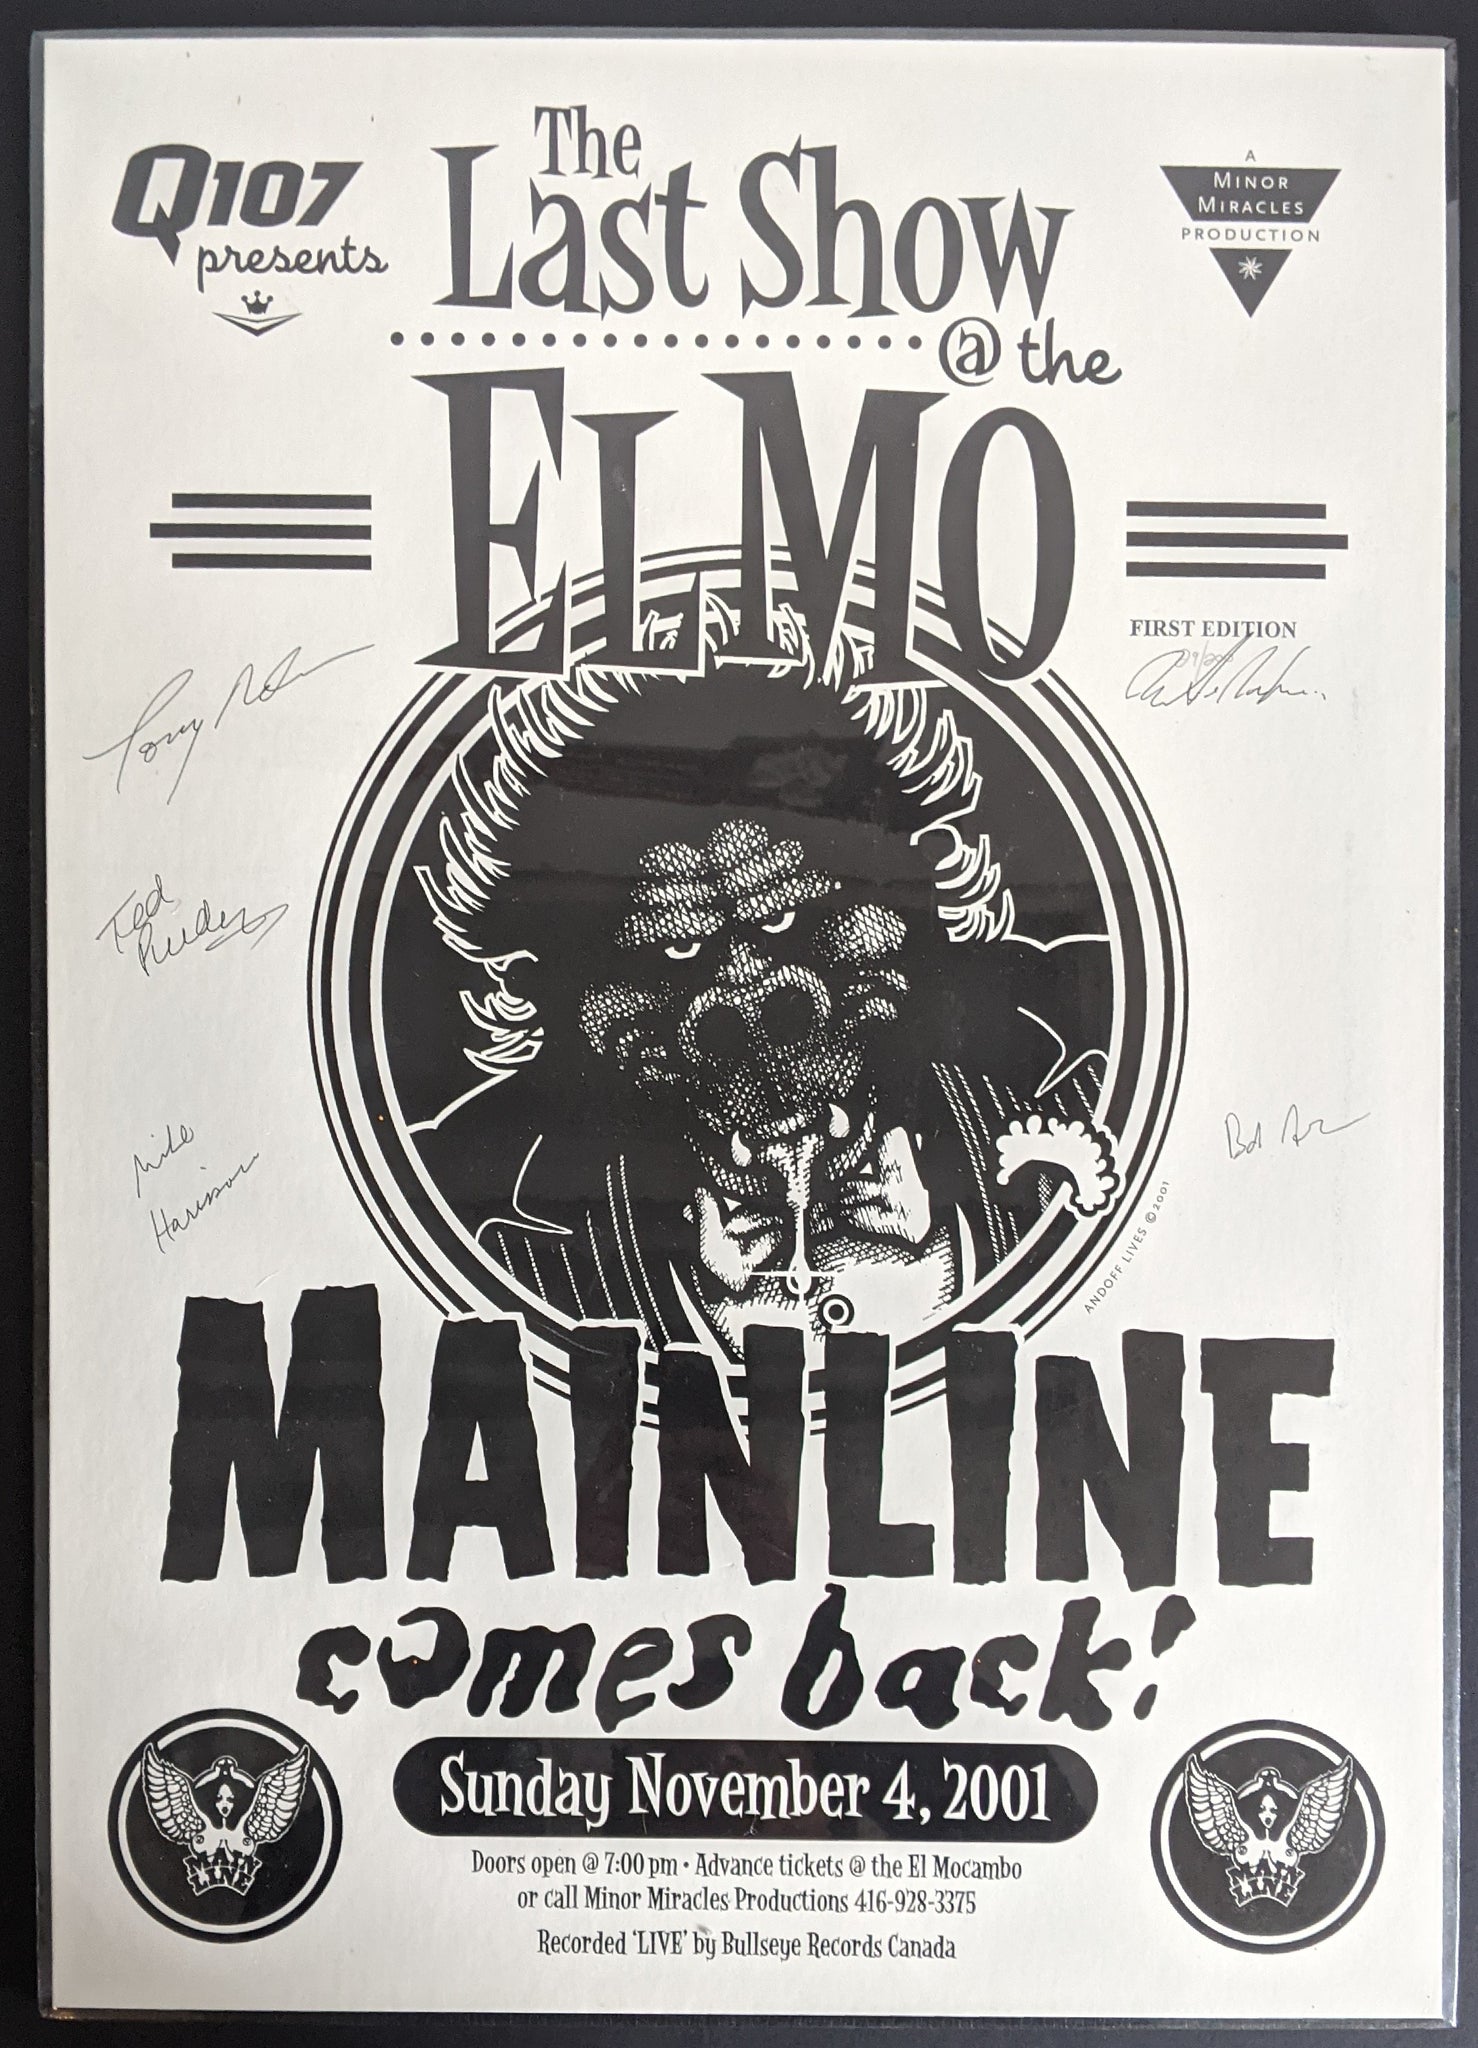 Q107
presents
The
Last Show
@ the
ELMO
A
MINOR
MIRACLES
PRODUCTION
FIRST EDITION
Tony
Ted
Mike
Harrison
Bob
ANDOFF LIVES © 2001
MAINLINE
comes back!
Sunday November 4, 2001
Doors open @ 7:00 pm • Advance tickets @ the El Mocambo
or call Minor Miracles Productions 416-928-3375
Recorded 'LIVE' by Bullseye Records Canada
MAIN
LINE
MAIN
LINE